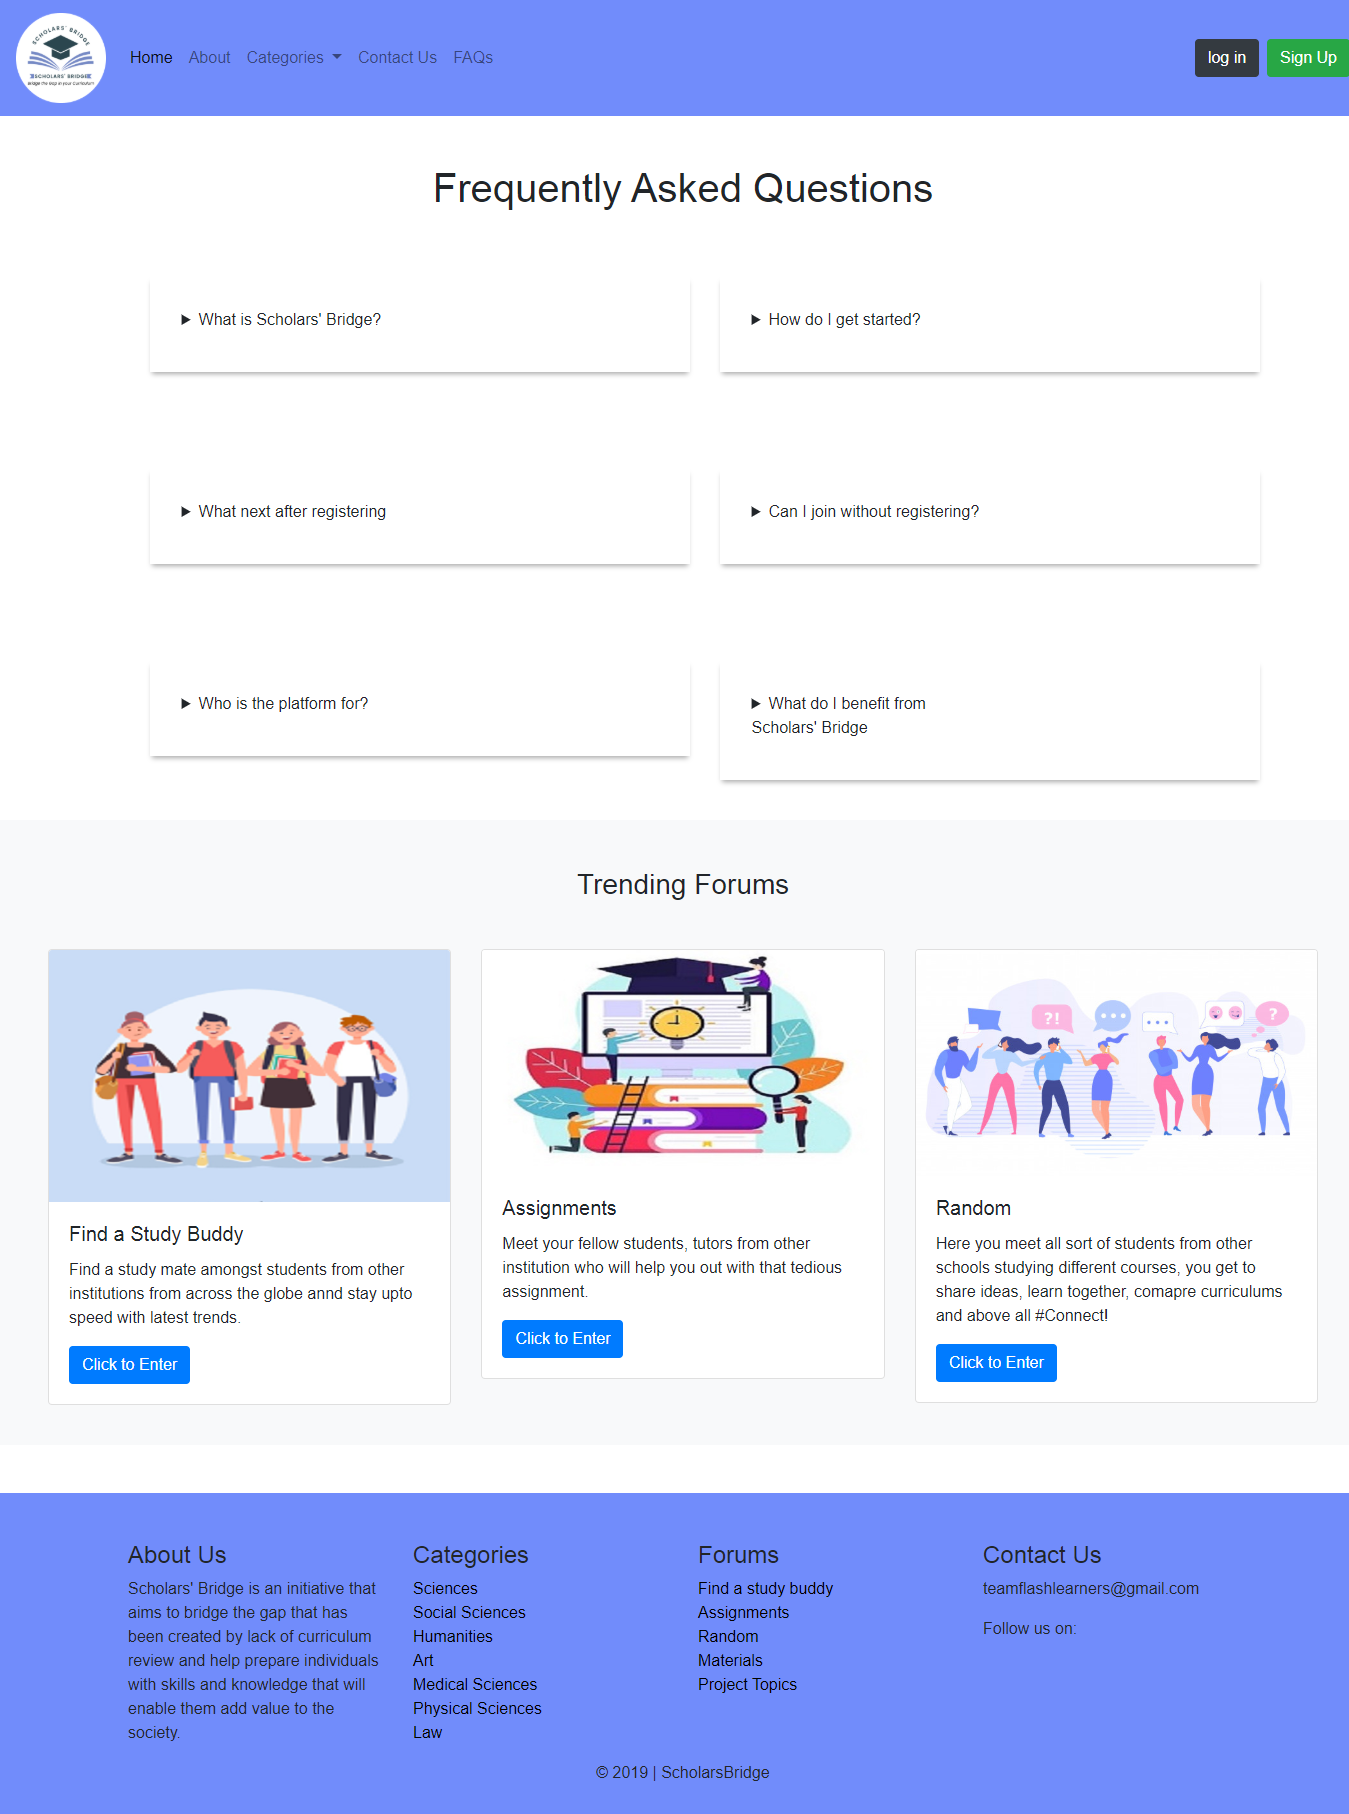 SCHOLARS' BRIDGE
SCHOLARS' BRIDGE
Bridge the Gap in your Curriculum
Home About Categories Contact Us FAQs
log in Sign Up
Frequently Asked Questions
What is Scholars' Bridge?
How do I get started?
What next after registering
Can I join without registering?
Who is the platform for?
What do I benefit from
Scholars' Bridge
Trending Forums
?!
?
Find a Study Buddy
Find a study mate amongst students from other
institutions from across the globe annd stay upto
speed with latest trends.
Click to Enter
Assignments
Meet your fellow students, tutors from other
institution who will help you out with that tedious
assignment.
Click to Enter
Random
Here you meet all sort of students from other
schools studying different courses, you get to
share ideas, learn together, comapre curriculums
and above all #Connect!
Click to Enter
About Us
Scholars' Bridge is an initiative that
aims to bridge the gap that has
been created by lack of curriculum
review and help prepare individuals
with skills and knowledge that will
enable them add value to the
society.
Categories
Sciences
Social Sciences
Humanities
Art
Medical Sciences
Physical Sciences
Law
Forums
Find a study buddy
Assignments
Random
Materials
Project Topics
Contact Us
teamflashlearners@gmail.com
Follow us on:
© 2019 | ScholarsBridge